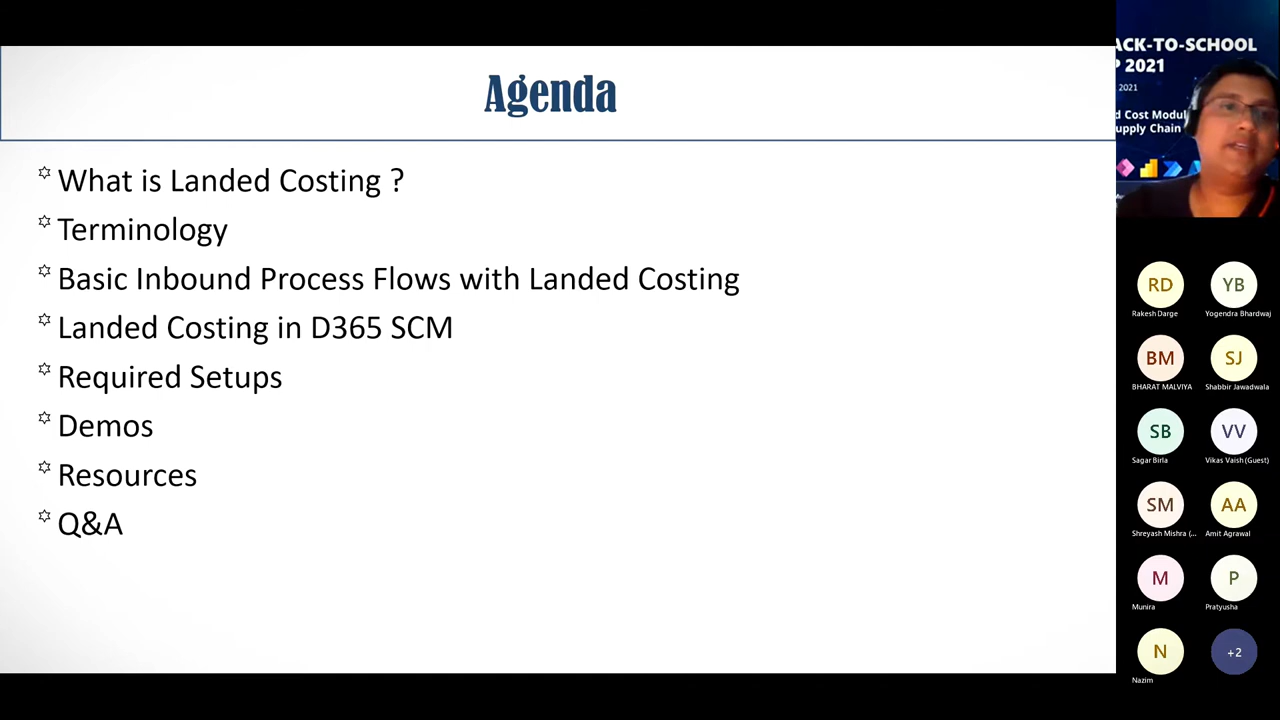 Agenda
What is Landed Costing ?
Terminology
Basic Inbound Process Flows with Landed Costing
Landed Costing in D365 SCM
Required Setups
Demos
Resources
Q&A
ACK-TO-SCHOOL
P 2021
2021
d Cost Modul
upply Chain
RD
YB
Rakesh Darge
Yogendra Bhardwaj
BM
SJ
BHARAT MALVIYA
Shabbir Jawadwala
SB
VV
Sagar Birla
Vikas Vaish (Guest)
SM
AA
Shreyash Mishra (...
Amit Agrawal
M
P
Munira
Pratyusha
N
+2
Nazim